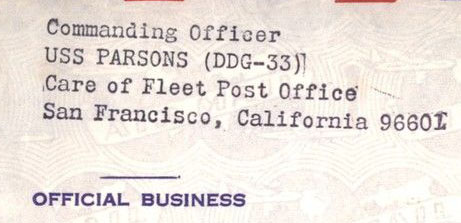 Commanding Officer
USS PARSONS (DDG-33)
Care of Fleet Post Office
San Francisco, California 96601
OFFICIAL BUSINESS